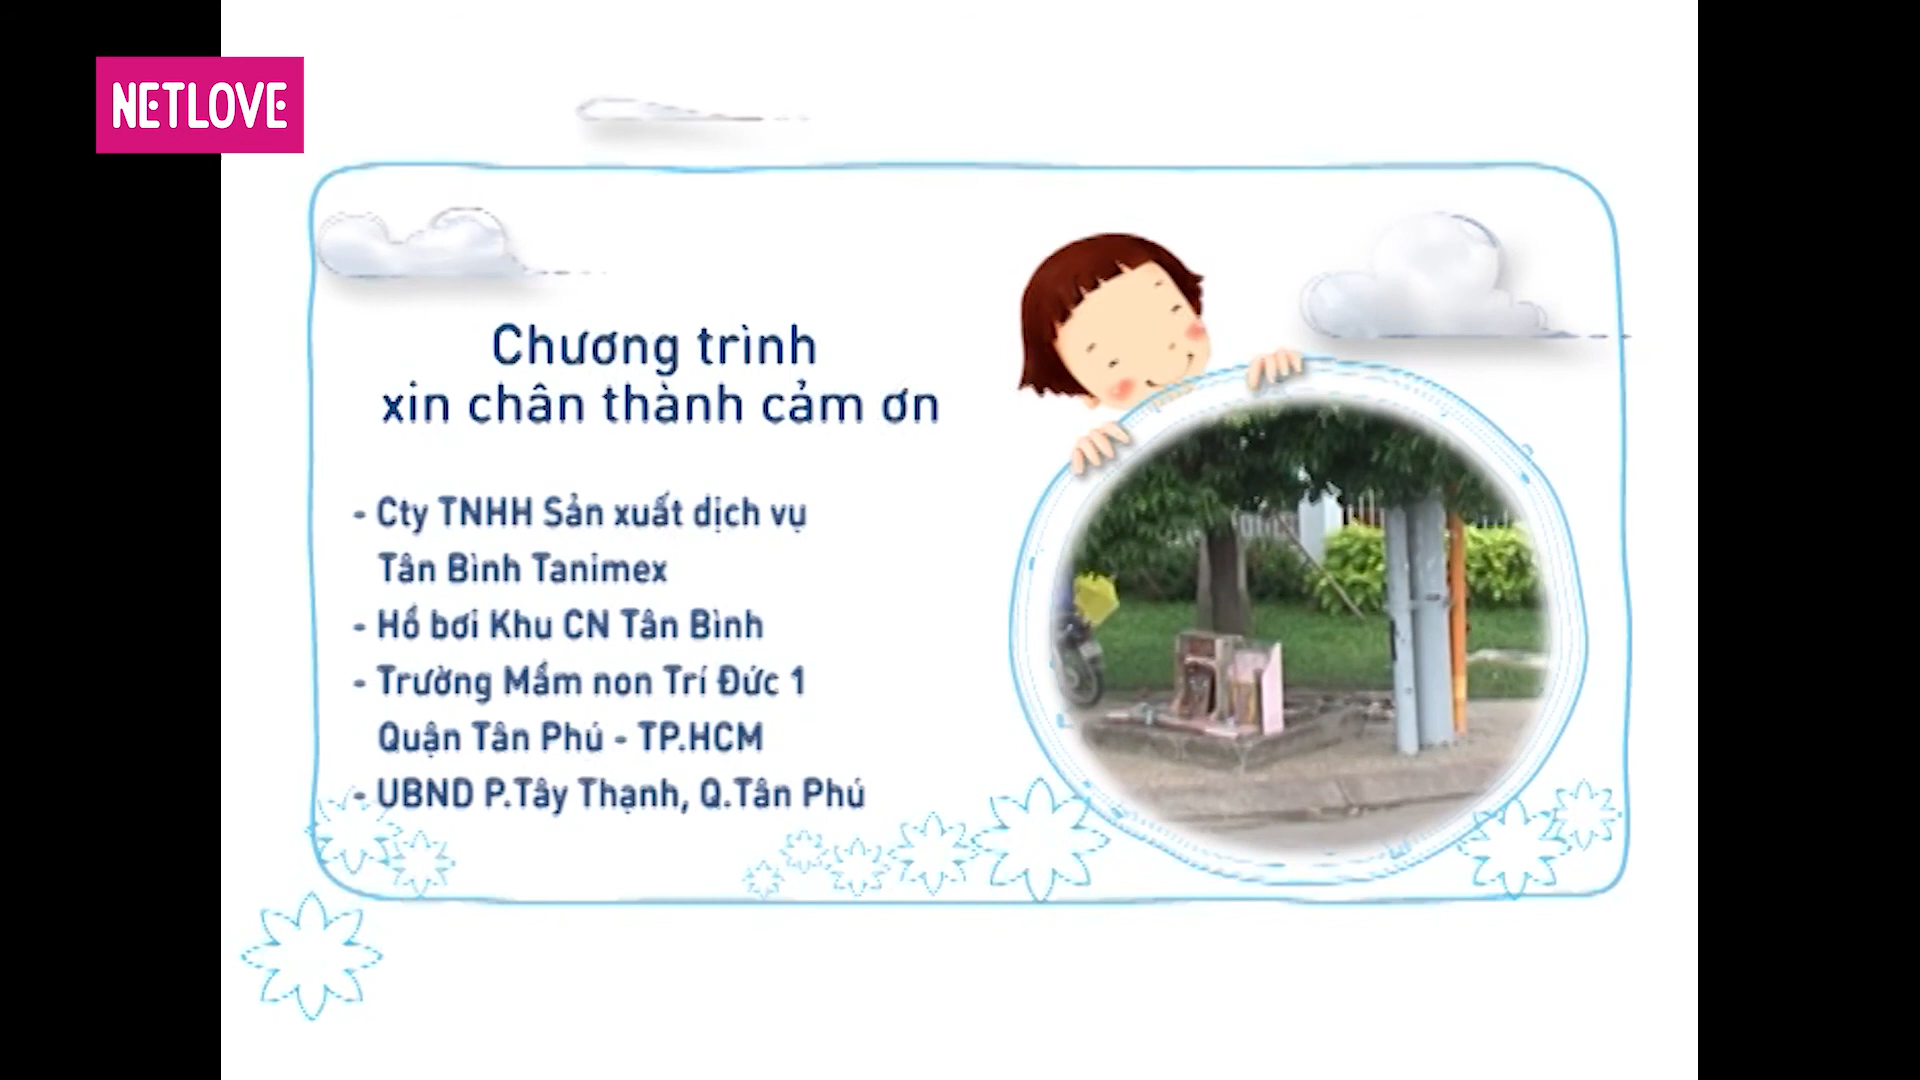 NETLOVE
Chương trình
xin chân thành cảm ơn
- Cty TNHH Sản xuất dịch vụ
Tân Bình Tanimex
- Hồ bơi Khu CN Tân Bình
- Trường Mầm non Trí Đức 1
Quận Tân Phú - TP.HCM
- UBND P.Tây Thạnh, Q.Tân Phú